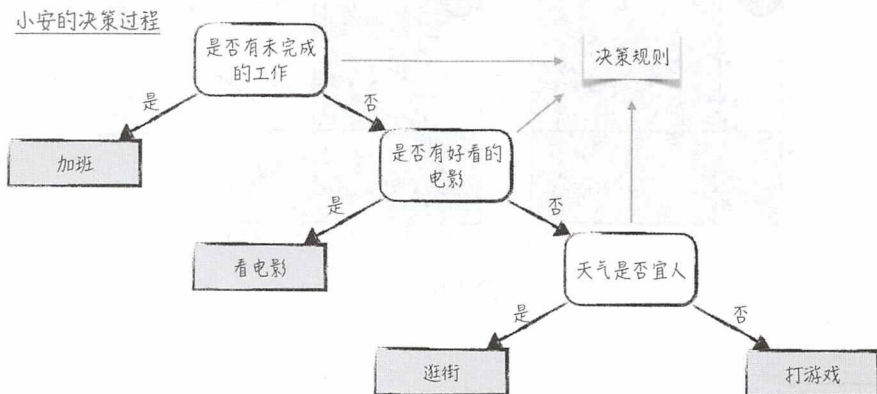 小安的决策过程
是否有未完成
的工作
决策规则
是
否
加班
是否有好看的
电影
是
否
看电影
天气是否宜人
是
否
逛街
打游戏